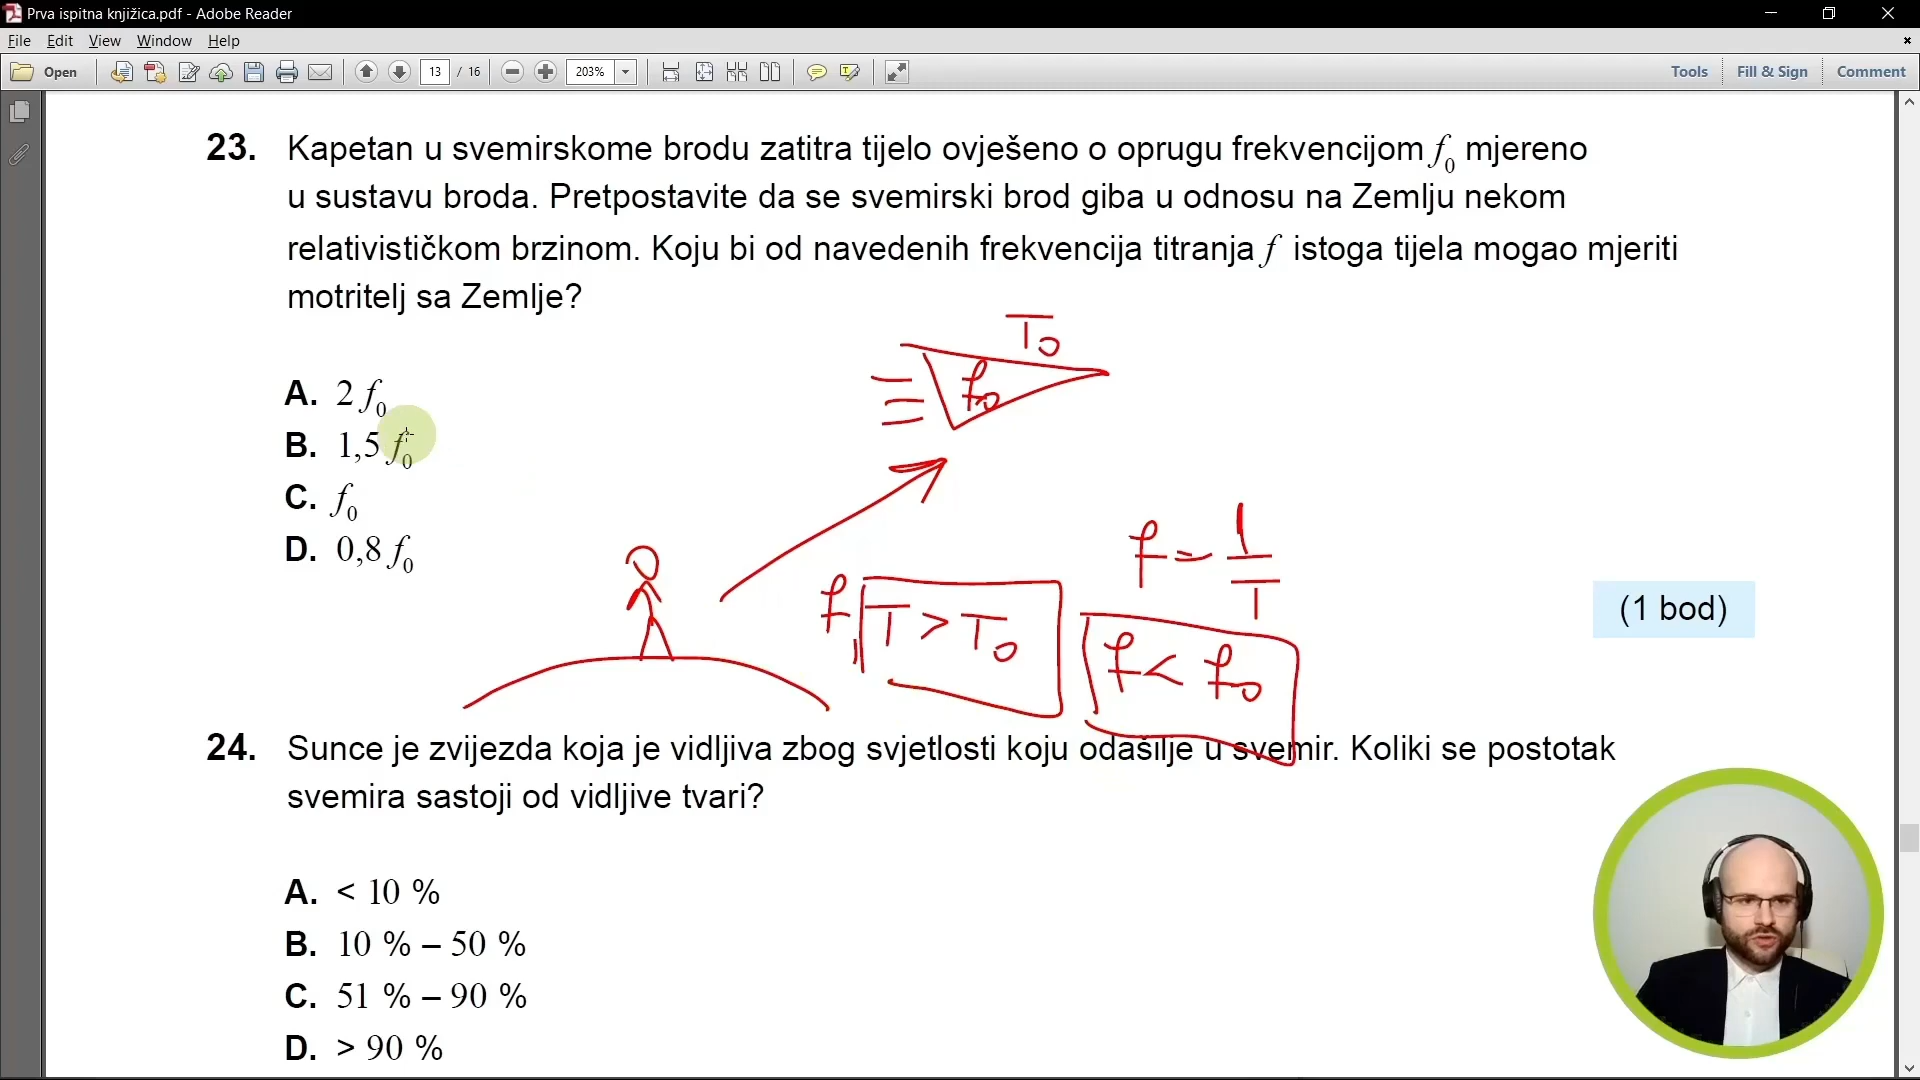 Prva ispitna knjižica.pdf - Adobe Reader
File Edit View Window Help
Open 13 / 16 203% Tools Fill & Sign Comment
23. Kapetan u svemirskome brodu zatitra tijelo ovješeno o oprugu frekvencijom f₀ mjereno
u sustavu broda. Pretpostavite da se svemirski brod giba u odnosu na Zemlju nekom
relativističkom brzinom. Koju bi od navedenih frekvencija titranja f istoga tijela mogao mjeriti
motritelj sa Zemlje?
T₀
f₀
A. 2 f₀
B. 1,5 f₀
C. f₀
D. 0,8 f₀
f = 1/T
f, T > T₀
f < f₀
(1 bod)
24. Sunce je zvijezda koja je vidljiva zbog svjetlosti koju odašilje u svemir. Koliki se postotak
svemira sastoji od vidljive tvari?
A. < 10 %
B. 10 % – 50 %
C. 51 % – 90 %
D. > 90 %